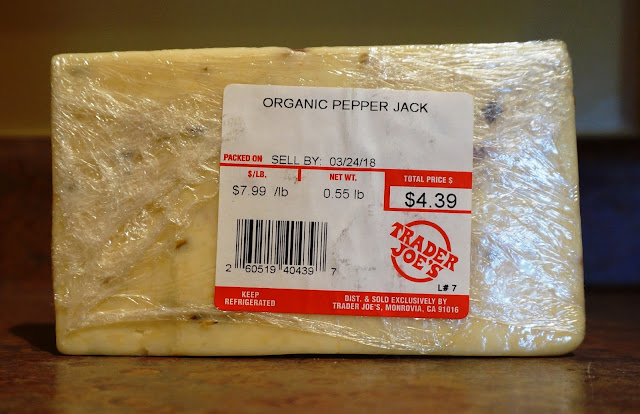 ORGANIC PEPPER JACK
PACKED ON SELL BY: 03/24/18
$/LB. NET WT. TOTAL PRICE $
$7.99 /lb 0.55 lb $4.39
TRADER
JOE'S
2 60519 40439 7
L# 7
KEEP
REFRIGERATED
DIST. & SOLD EXCLUSIVELY BY
TRADER JOE'S, MONROVIA, CA 91016